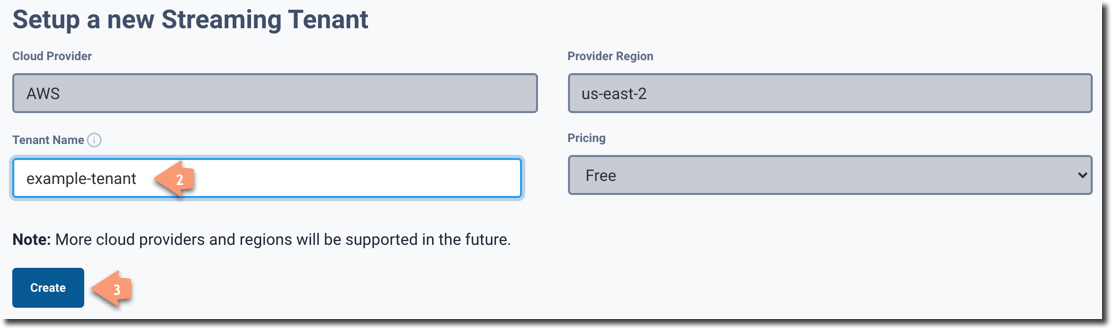 Setup a new Streaming Tenant
Cloud Provider
Provider Region
AWS
us-east-2
Tenant Name
Pricing
example-tenant
2
Free
Note: More cloud providers and regions will be supported in the future.
Create
3